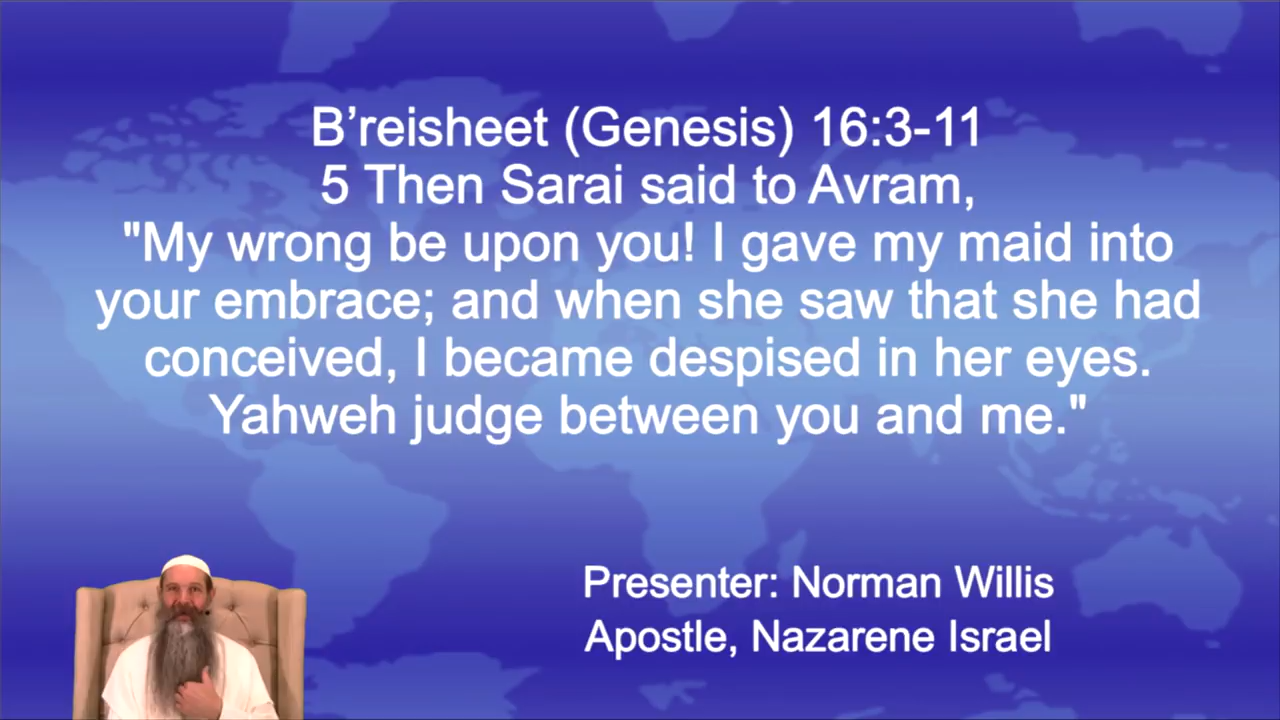 B’reisheet (Genesis) 16:3-11
5 Then Sarai said to Avram,
"My wrong be upon you! I gave my maid into
your embrace; and when she saw that she had
conceived, I became despised in her eyes.
Yahweh judge between you and me."
Presenter: Norman Willis
Apostle, Nazarene Israel